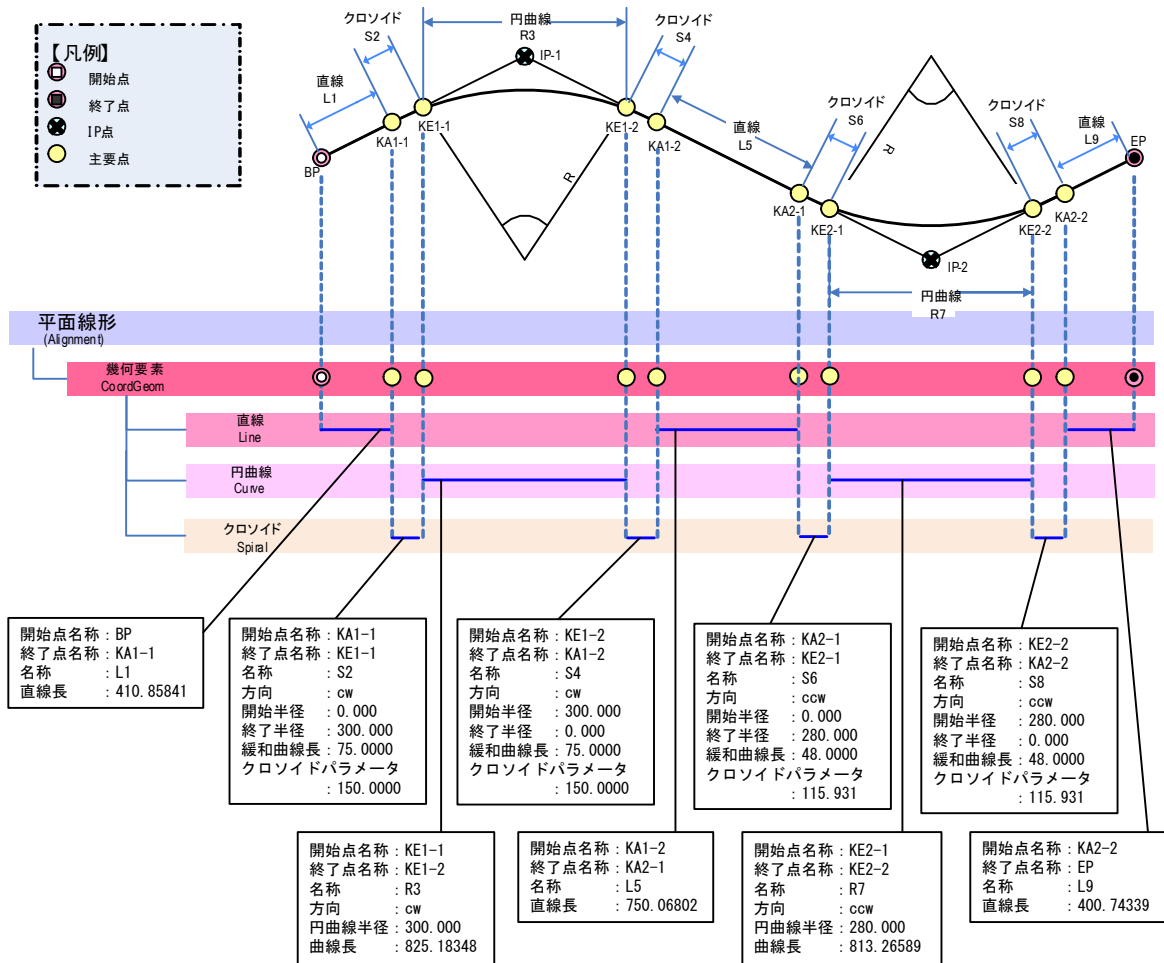 【凡例】
開始点
終了点
IP点
主要点
クロソイド
S2
円曲線
R3
クロソイド
S4
IP-1
直線
L1
KE1-1
KA1-1
BP
R
KE1-2
KA1-2
直線
L5
クロソイド
S6
R
クロソイド
S8
直線
L9
EP
KA2-1
KE2-1
KE2-2
KA2-2
IP-2
円曲線
R7
平面線形
(Alignment)
幾何要素
CoordGeom
直線
Line
円曲線
Curve
クロソイド
Spiral
開始点名称：BP
終了点名称：KA1-1
名称：L1
直線長：410.85841
開始点名称：KA1-1
終了点名称：KE1-1
名称：S2
方向：cw
開始半径：0.000
終了半径：300.000
緩和曲線長：75.0000
クロソイドパラメータ
：150.0000
開始点名称：KE1-2
終了点名称：KA1-2
名称：S4
方向：cw
開始半径：300.000
終了半径：0.000
緩和曲線長：75.0000
クロソイドパラメータ
：150.0000
開始点名称：KA2-1
終了点名称：KE2-1
名称：S6
方向：ccw
開始半径：0.000
終了半径：280.000
緩和曲線長：48.0000
クロソイドパラメータ
：115.931
開始点名称：KE2-2
終了点名称：KA2-2
名称：S8
方向：ccw
開始半径：280.000
終了半径：0.000
緩和曲線長：48.0000
クロソイドパラメータ
：115.931
開始点名称：KE1-1
終了点名称：KE1-2
名称：R3
方向：cw
円曲線半径：300.000
曲線長：825.18348
開始点名称：KA1-2
終了点名称：KA2-1
名称：L5
直線長：750.06802
開始点名称：KE2-1
終了点名称：KE2-2
名称：R7
方向：ccw
円曲線半径：280.000
曲線長：813.26589
開始点名称：KA2-2
終了点名称：EP
名称：L9
直線長：400.74339